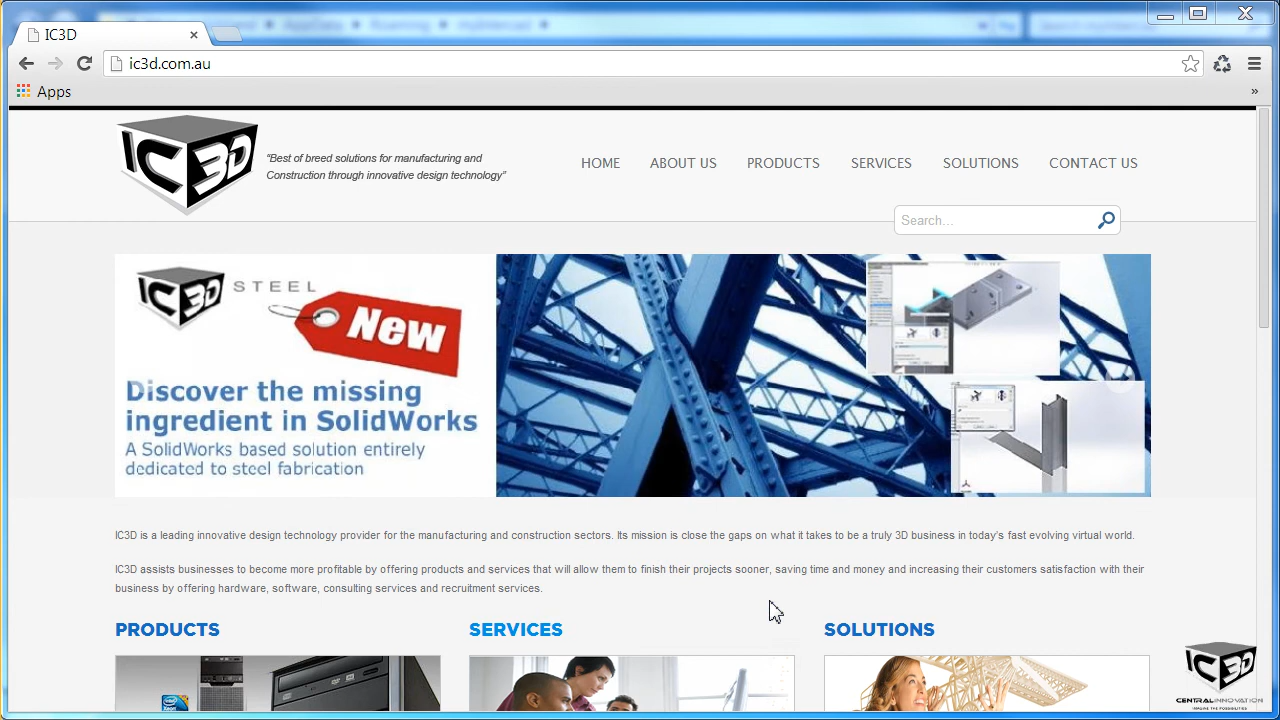 IC3D
ic3d.com.au
Apps
»
IC3D
"Best of breed solutions for manufacturing and
Construction through innovative design technology"
HOME ABOUT US PRODUCTS SERVICES SOLUTIONS CONTACT US
Search...
IC3D STEEL
New
Discover the missing
ingredient in SolidWorks
A SolidWorks based solution entirely
dedicated to steel fabrication
IC3D is a leading innovative design technology provider for the manufacturing and construction sectors. Its mission is close the gaps on what it takes to be a truly 3D business in today's fast evolving virtual world.
IC3D assists businesses to become more profitable by offering products and services that will allow them to finish their projects sooner, saving time and money and increasing their customers satisfaction with their
business by offering hardware, software, consulting services and recruitment services.
PRODUCTS SERVICES SOLUTIONS
IC3D
CENTRAL INNOVATION
IMAGINE THE POSSIBILITIES